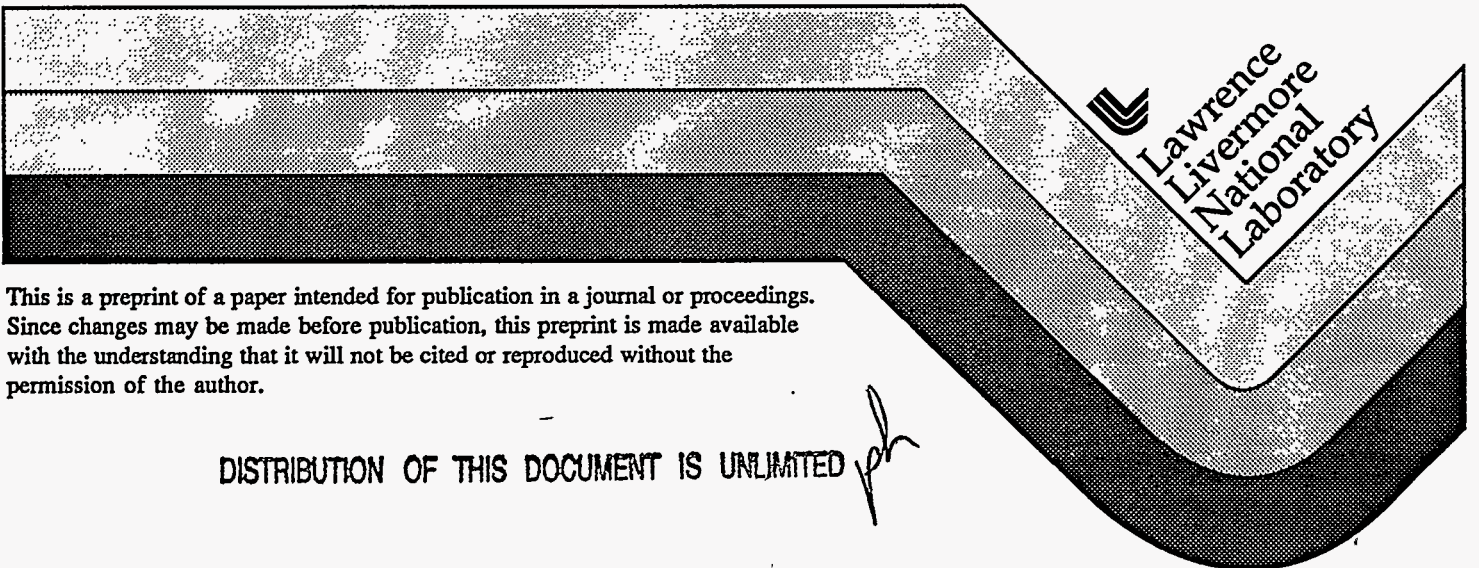 Lawrence
Livermore
National
Laboratory
This is a preprint of a paper intended for publication in a journal or proceedings.
Since changes may be made before publication, this preprint is made available
with the understanding that it will not be cited or reproduced without the
permission of the author.
DISTRIBUTION OF THIS DOCUMENT IS UNLIMITED